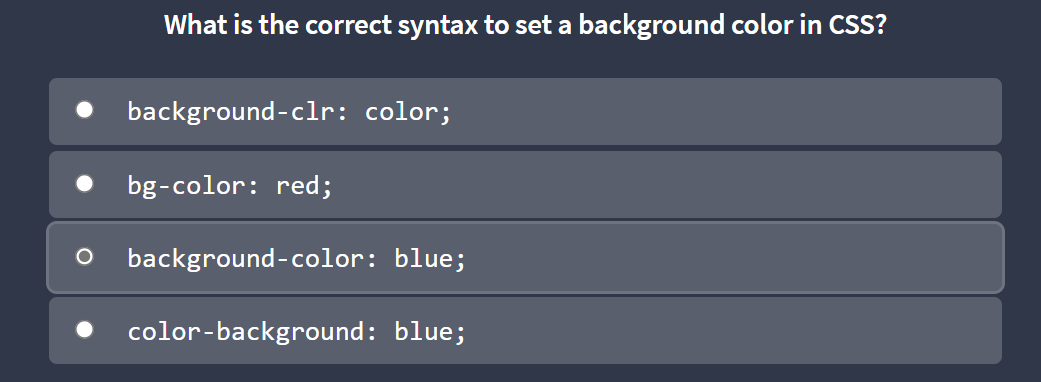 What is the correct syntax to set a background color in CSS?
background-clr: color;
bg-color: red;
background-color: blue;
color-background: blue;